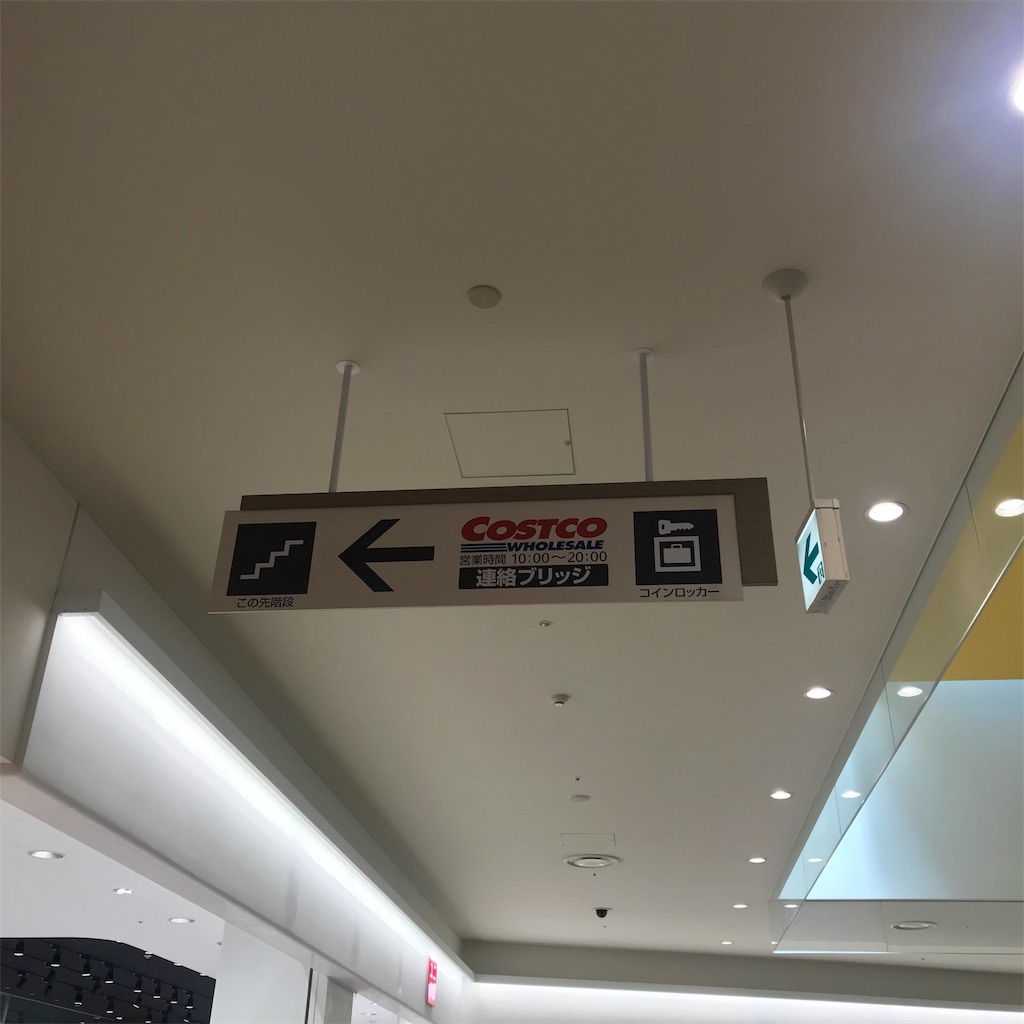 この先階段
COSTCO
WHOLESALE
営業時間 10:00～20:00
連絡ブリッジ
コインロッカー